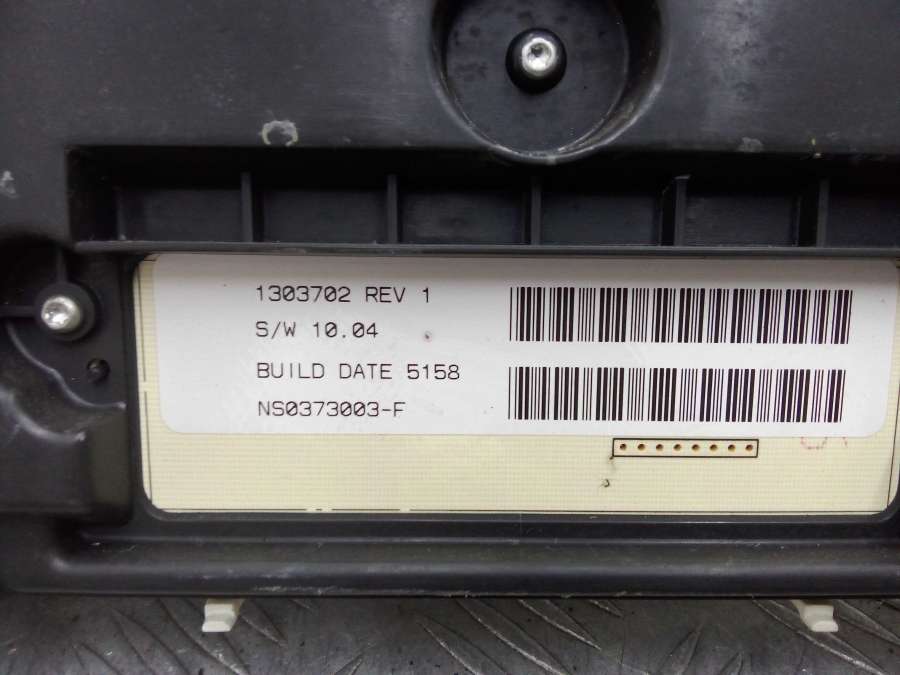 1303702 REV 1
S/W 10.04
BUILD DATE 5158
NS0373003-F